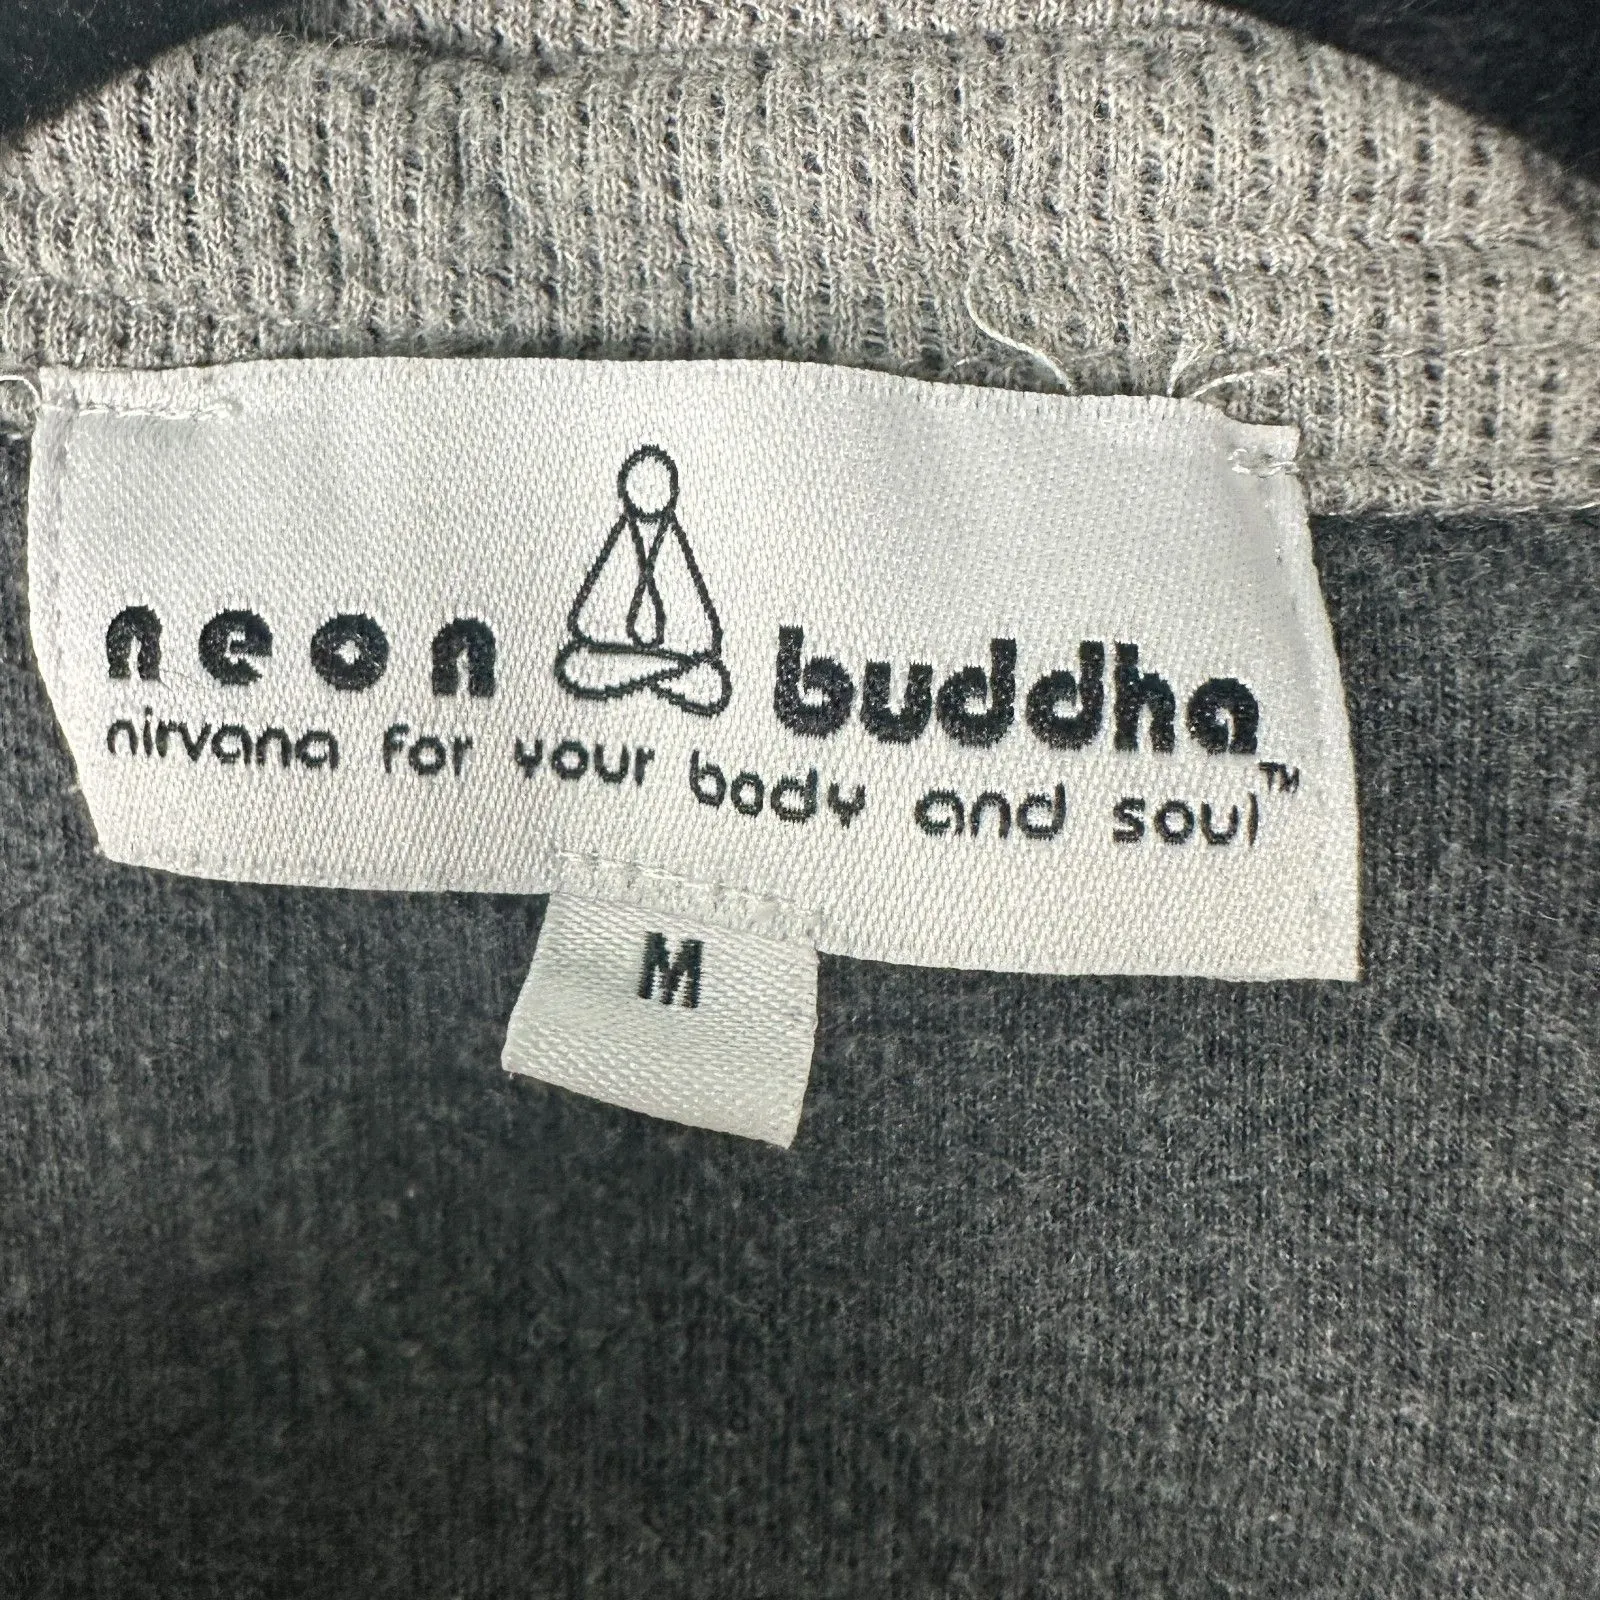 neon buddha
nirvana for your body and soul™
M